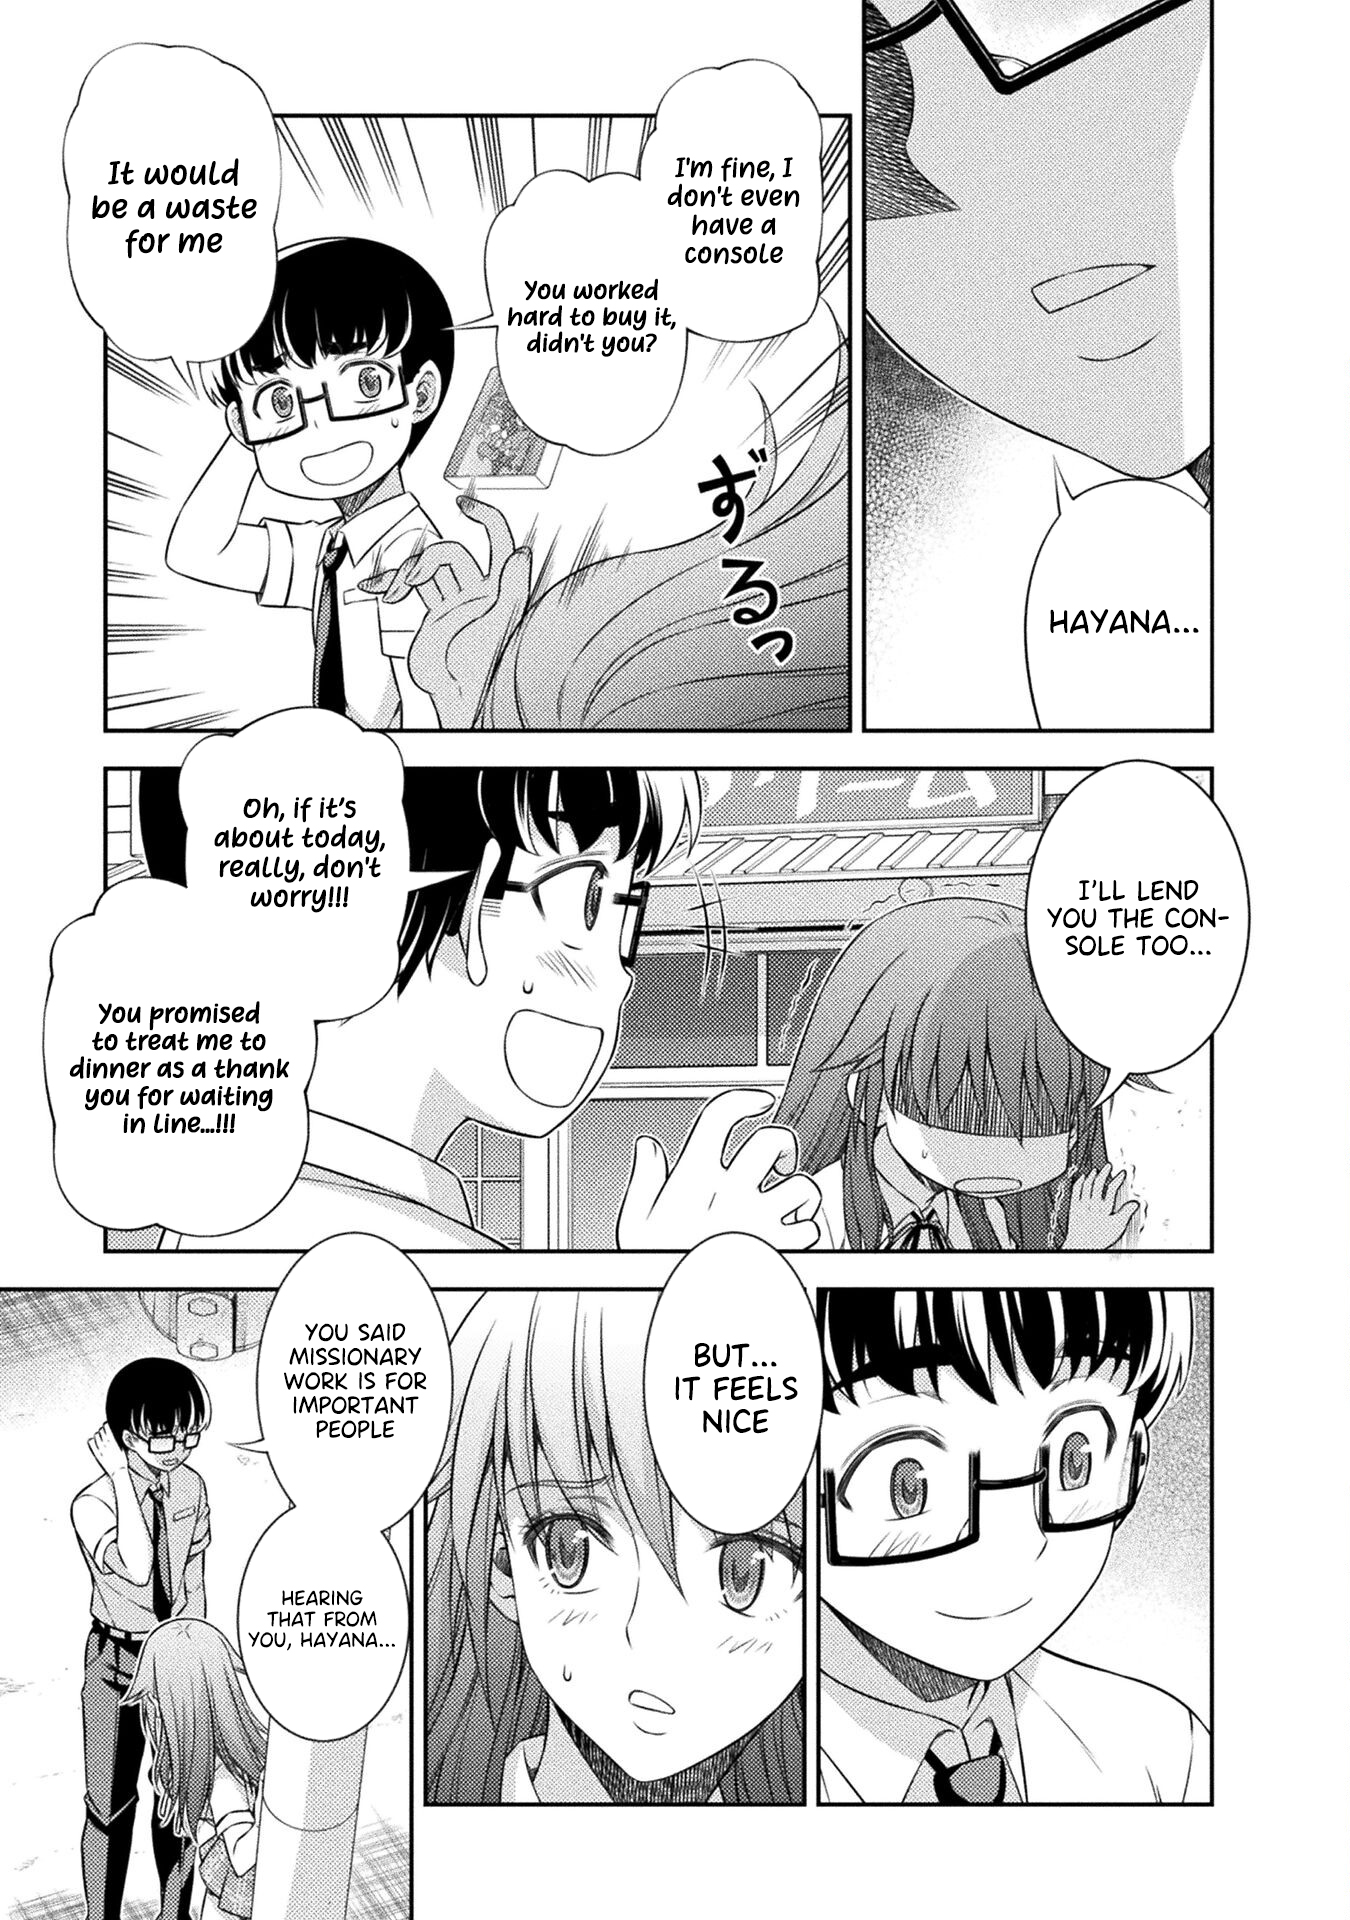 HAYANA...
I'm fine, I
don't even
have a
console
You worked
hard to buy it,
didn't you?
It would
be a waste
for me
ずるっ
I'LL LEND
YOU THE CON-
SOLE TOO...
Oh, if it's
about today,
really, don't
worry!!!
You promised
to treat me to
dinner as a thank
you for waiting
in line...!!!
BUT...
IT FEELS
NICE
YOU SAID
MISSIONARY
WORK IS FOR
IMPORTANT
PEOPLE
HEARING
THAT FROM
YOU, HAYANA...